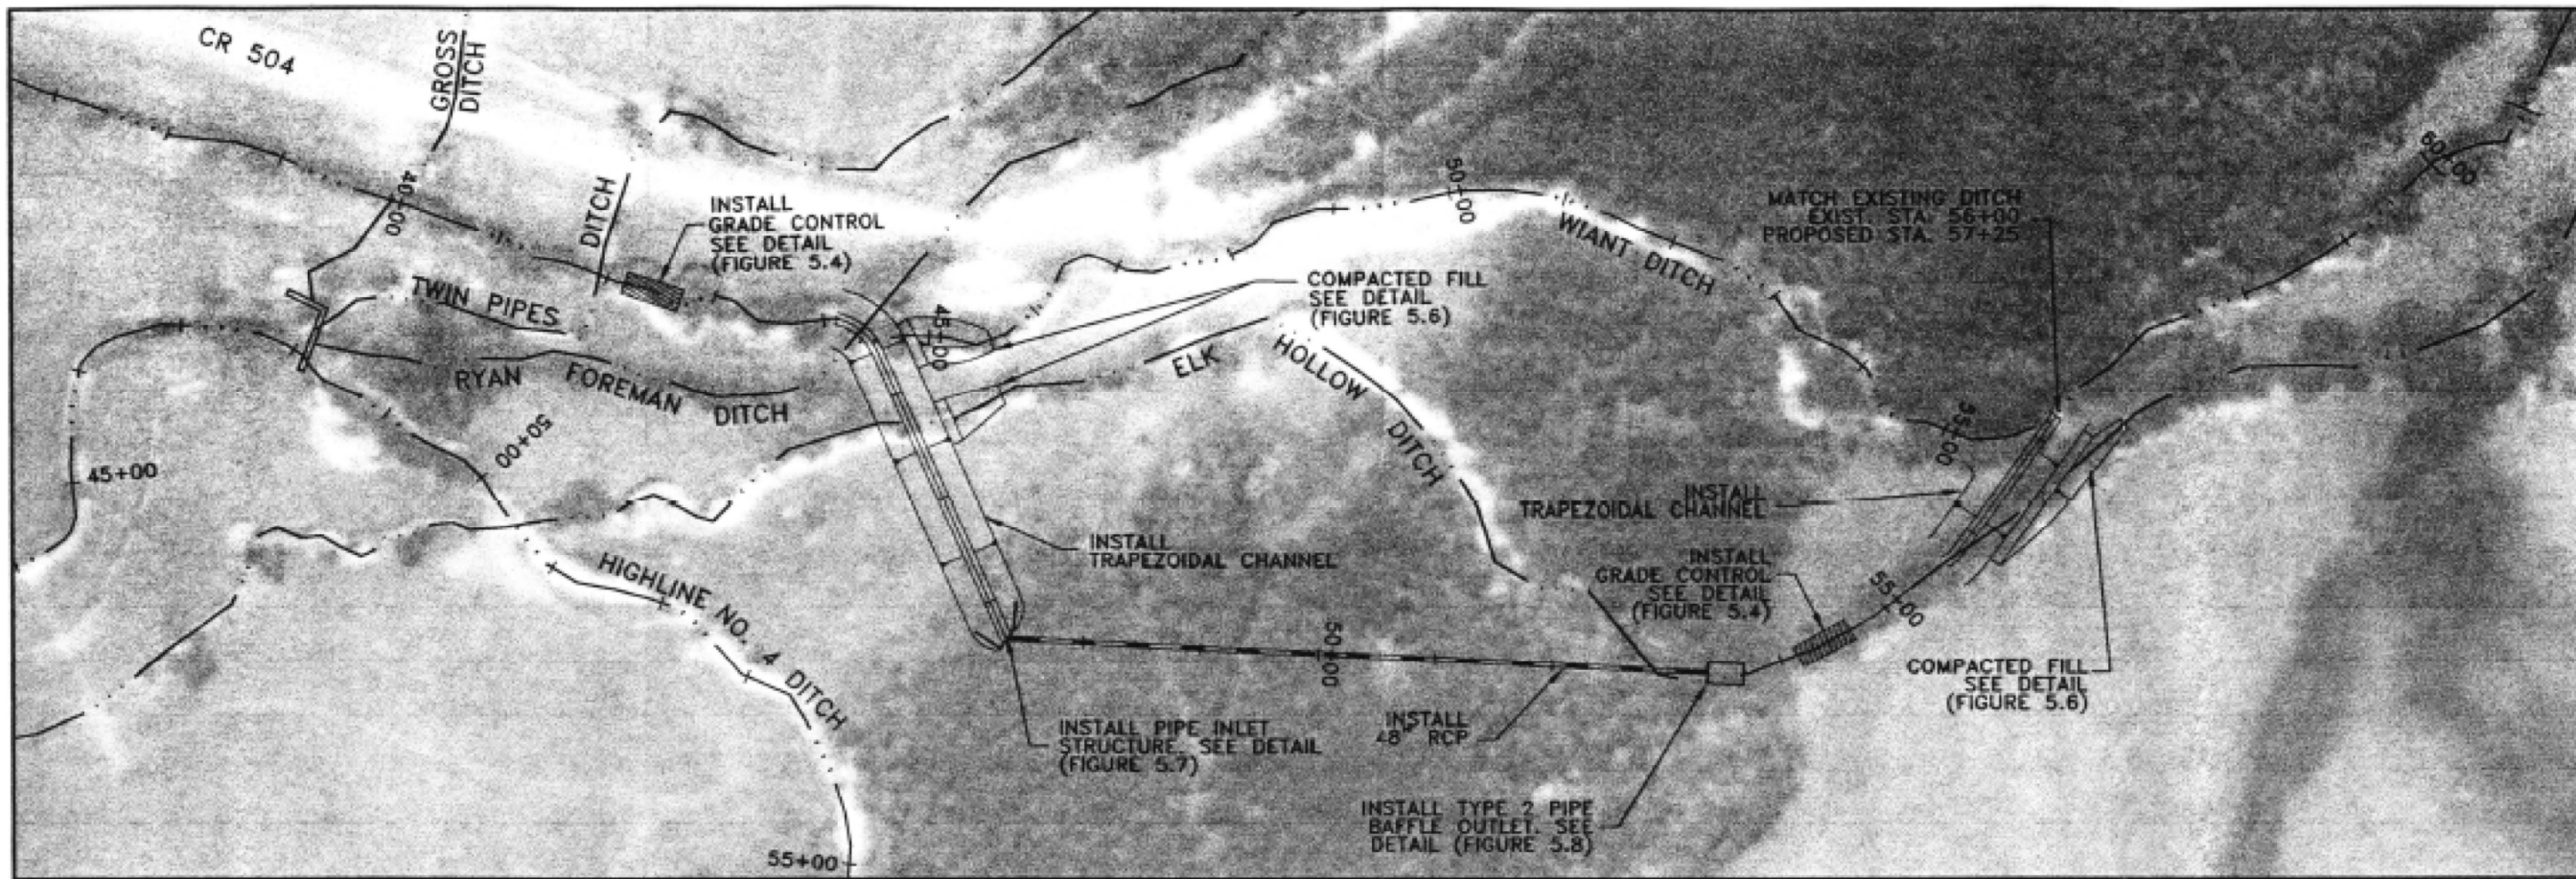 CR 504
GROSS
DITCH
40+00
DITCH
INSTALL
GRADE CONTROL
SEE DETAIL
(FIGURE 5.4)
TWIN PIPES
RYAN FOREMAN DITCH
45+00
50+00
45+00
HIGHLINE NO. 4 DITCH
55+00
COMPACTED FILL
SEE DETAIL
(FIGURE 5.6)
ELK HOLLOW DITCH
50+00
WIANT DITCH
MATCH EXISTING DITCH
EXIST. STA. 56+00
PROPOSED STA. 57+25
60+00
55+00
INSTALL
TRAPEZOIDAL CHANNEL
INSTALL
TRAPEZOIDAL CHANNEL
INSTALL
GRADE CONTROL
SEE DETAIL
(FIGURE 5.4)
55+00
50+00
COMPACTED FILL
SEE DETAIL
(FIGURE 5.6)
INSTALL PIPE INLET
STRUCTURE. SEE DETAIL
(FIGURE 5.7)
INSTALL
48" RCP
INSTALL TYPE 2 PIPE
BAFFLE OUTLET. SEE
DETAIL (FIGURE 5.8)